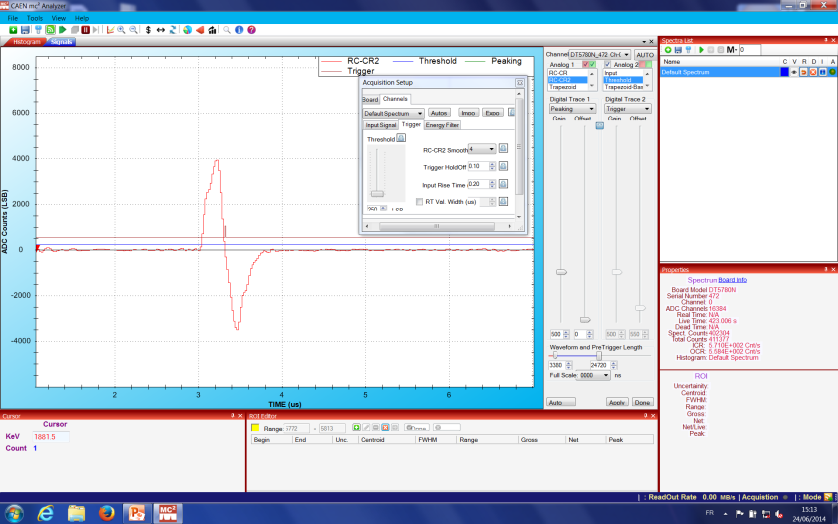 CAEN mc² Analyzer
File Tools View Help
Histogram Signals
RC-CR2 Threshold Peaking
Trigger
8000
6000
4000
2000
0
-2000
-4000
ADC Counts (LSB)
2 3 4 5 6
TIME (us)
Acquisition Setup
Board Channels
Default Spectrum Autos Impo Expo
Input Signal Trigger Energy Filter
Threshold
RC-CR2 Smooth 4
Trigger HoldOff 0.10
Input Rise Time 0.20
RT Val. Width (us)
250 LSB
Channel DT5780N_472 Ch:0 AUTO
Analog 1 Analog 2
RC-CR Input
RC-CR2 Threshold
Trapezoid Trapezoid-Bas
Digital Trace 1 Digital Trace 2
Peaking Trigger
Gain Offset Gain Offset
500 0 500 550
Waveform and PreTrigger Length
3380 24720
Full Scale 0000 ns
Auto Apply Done
Spectra List
M- 0
Name C V R D I A
Default Spectrum
Properties
Spectrum Board Info
Board Model DT5780N
Serial Number 472
Channel: 0
ADC Channels 16384
Real Time: N/A
Live Time: 423.006 s
Dead Time: N/A
Spect. Counts 402304
Total Counts 411377
ICR: 5.710E+002 Cnt/s
OCR: 5.584E+002 Cnt/s
Histogram: Default Spectrum
ROI
Uncertainty:
Centroid:
FWHM:
Range:
Gross:
Net:
Net/Live:
Peak:
Cursor
Cursor
KeV 1881.5
Count 1
ROI Editor
Range: 5772 - 5813
Begin End Unc. Centroid FWHM Range Gross Net Peak
| : ReadOut Rate 0.00 MB/s | Acquistion | : Mode
FR
15:13
24/06/2014